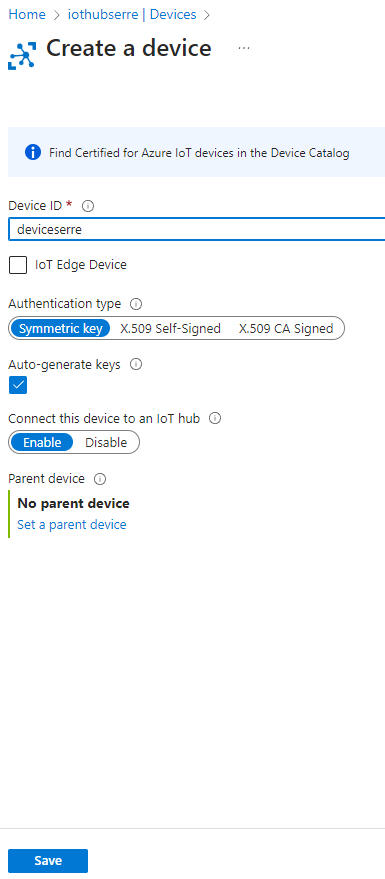 Home > iothubserre | Devices >
Create a device ...
Find Certified for Azure IoT devices in the Device Catalog
Device ID *
deviceserre
IoT Edge Device
Authentication type
Symmetric key X.509 Self-Signed X.509 CA Signed
Auto-generate keys
Connect this device to an IoT hub
Enable Disable
Parent device
No parent device
Set a parent device
Save